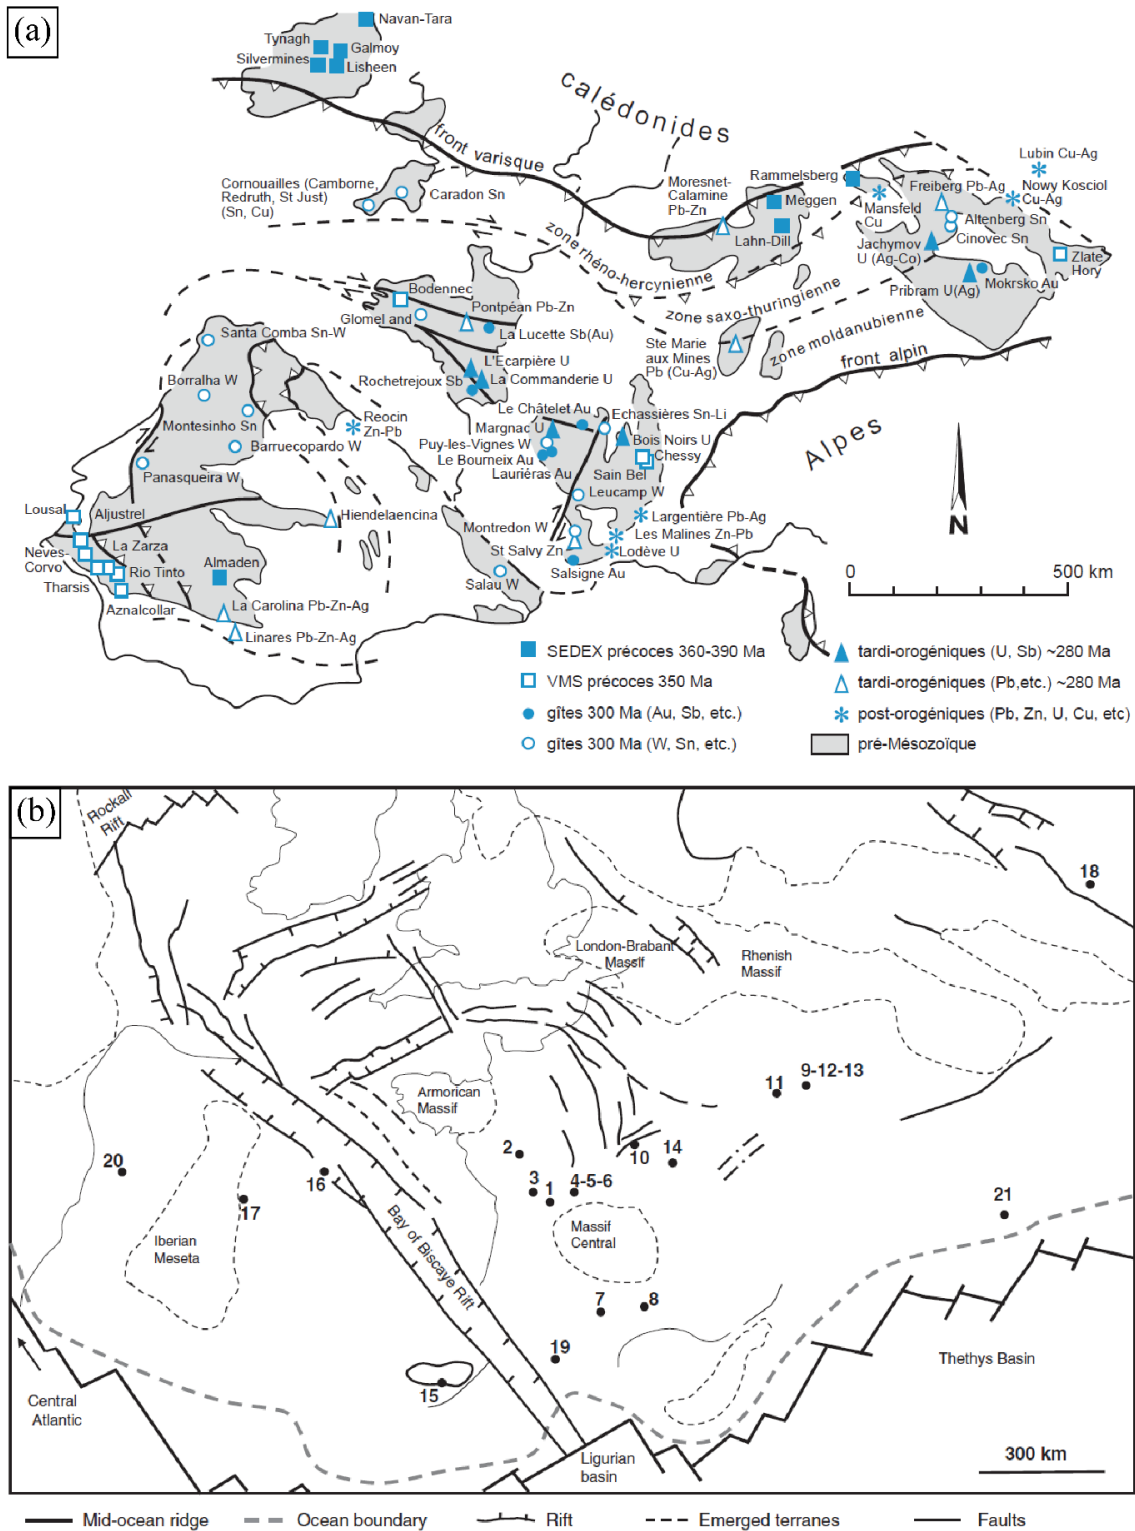 (a)
Navan-Tara
Tynagh
Galmoy
Silvermines
Lisheen
calédonides
front varisque
Cornouailles (Camborne,
Redruth, St Just)
(Sn, Cu)
Caradon Sn
Moresnet-
Calamine
Pb-Zn
Rammelsberg
Meggen
Lahn-Dill
Mansfeld
Cu
Lubin Cu-Ag
Freiberg Pb-Ag
Nowy Kosciol
Cu-Ag
Altenberg Sn
Cinovec Sn
Jachymov
U (Ag-Co)
Zlate
Hory
Pribram U(Ag)
Mokrsko Au
zone rhéno-hercynienne
zone saxo-thuringienne
zone moldanubienne
front alpin
Alpes
Bodennec
Glomel and
Pontpéan Pb-Zn
La Lucette Sb(Au)
L'Ecarpière U
La Commanderie U
Rochetrejoux Sb
Ste Marie
aux Mines
Pb (Cu-Ag)
Santa Comba Sn-W
Borralha W
Montesinho Sn
Barruecopardo W
Panasqueira W
Reocin
Zn-Pb
Le Châtelet Au
Echassières Sn-Li
Margnac U
Puy-les-Vignes W
Le Bourneix Au
Lauriéras Au
Bois Noirs U
Chessy
Sain Bel
Leucamp W
Lousal
Aljustrel
La Zarza
Neves-
Corvo
Tharsis
Rio Tinto
Aznalcollar
Almaden
Hiendelaencina
La Carolina Pb-Zn-Ag
Linares Pb-Zn-Ag
Montredon W
St Salvy Zn
Salsigne Au
Salau W
Largentière Pb-Ag
Les Malines Zn-Pb
Lodève U
N
0
500 km
SEDEX précoces 360-390 Ma
VMS précoces 350 Ma
gîtes 300 Ma (Au, Sb, etc.)
gîtes 300 Ma (W, Sn, etc.)
tardi-orogéniques (U, Sb) ~280 Ma
tardi-orogéniques (Pb,etc.) ~280 Ma
post-orogéniques (Pb, Zn, U, Cu, etc)
pré-Mésozoïque
(b)
Rockall
Rift
18
London-Brabant
Massif
Rhenish
Massif
Armorican
Massif
11
9-12-13
2
10
14
20
16
3
1
4-5-6
17
21
Iberian
Meseta
Bay of Biscaye Rift
Massif
Central
7
8
19
15
Thethys Basin
Central
Atlantic
Ligurian
basin
300 km
Mid-ocean ridge
Ocean boundary
Rift
Emerged terranes
Faults